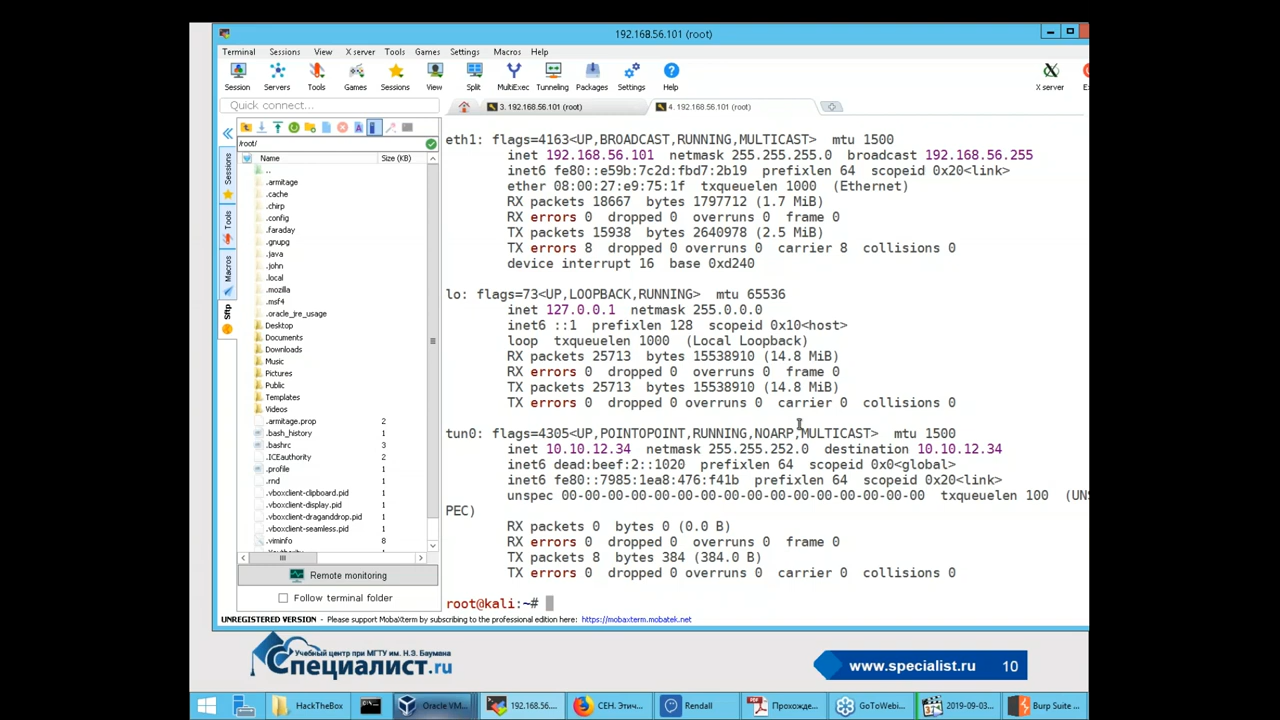 192.168.56.101 (root)
Terminal Sessions View X server Tools Games Settings Macros Help
Session Servers Tools Games Sessions View Split MultiExec Tunneling Packages Settings Help X server
Quick connect...
3. 192.168.56.101 (root)
4. 192.168.56.101 (root)
Sessions
Tools
Macros
Sftp
/root/
Name Size (KB)
..
.armitage
.cache
.chirp
.config
.faraday
.gnupg
.java
.john
.local
.mozilla
.msf4
.oracle_jre_usage
Desktop
Documents
Downloads
Music
Pictures
Public
Templates
Videos
.armitage.prop 2
.bash_history 1
.bashrc 3
.ICEauthority 2
.profile 1
.rnd 1
.vboxclient-clipboard.pid 1
.vboxclient-display.pid 1
.vboxclient-draganddrop.pid 1
.vboxclient-seamless.pid 1
.viminfo 8
Remote monitoring
Follow terminal folder
eth1: flags=4163<UP,BROADCAST,RUNNING,MULTICAST> mtu 1500
inet 192.168.56.101 netmask 255.255.255.0 broadcast 192.168.56.255
inet6 fe80::e59b:7c2d:fbd7:2b19 prefixlen 64 scopeid 0x20<link>
ether 08:00:27:e9:75:1f txqueuelen 1000 (Ethernet)
RX packets 18667 bytes 1797712 (1.7 MiB)
RX errors 0 dropped 0 overruns 0 frame 0
TX packets 15938 bytes 2640978 (2.5 MiB)
TX errors 8 dropped 0 overruns 0 carrier 8 collisions 0
device interrupt 16 base 0xd240
lo: flags=73<UP,LOOPBACK,RUNNING> mtu 65536
inet 127.0.0.1 netmask 255.0.0.0
inet6 ::1 prefixlen 128 scopeid 0x10<host>
loop txqueuelen 1000 (Local Loopback)
RX packets 25713 bytes 15538910 (14.8 MiB)
RX errors 0 dropped 0 overruns 0 frame 0
TX packets 25713 bytes 15538910 (14.8 MiB)
TX errors 0 dropped 0 overruns 0 carrier 0 collisions 0
tun0: flags=4305<UP,POINTOPOINT,RUNNING,NOARP,MULTICAST> mtu 1500
inet 10.10.12.34 netmask 255.255.252.0 destination 10.10.12.34
inet6 dead:beef:2::1020 prefixlen 64 scopeid 0x0<global>
inet6 fe80::7985:1ea8:476:f41b prefixlen 64 scopeid 0x20<link>
unspec 00-00-00-00-00-00-00-00-00-00-00-00-00-00-00-00 txqueuelen 100 (UNS
PEC)
RX packets 0 bytes 0 (0.0 B)
RX errors 0 dropped 0 overruns 0 frame 0
TX packets 8 bytes 384 (384.0 B)
TX errors 0 dropped 0 overruns 0 carrier 0 collisions 0
root@kali:~#
UNREGISTERED VERSION - Please support MobaXterm by subscribing to the professional edition here: https://mobaxterm.mobatek.net
Учебный центр при МГТУ им. Н.Э. Баумана
Специалист.ru
www.specialist.ru 10
HackTheBox Oracle VM... 192.168.56.... CEH. Этич... Rendall Прохожде... GoToWebi... 2019-09-03... Burp Suite ...